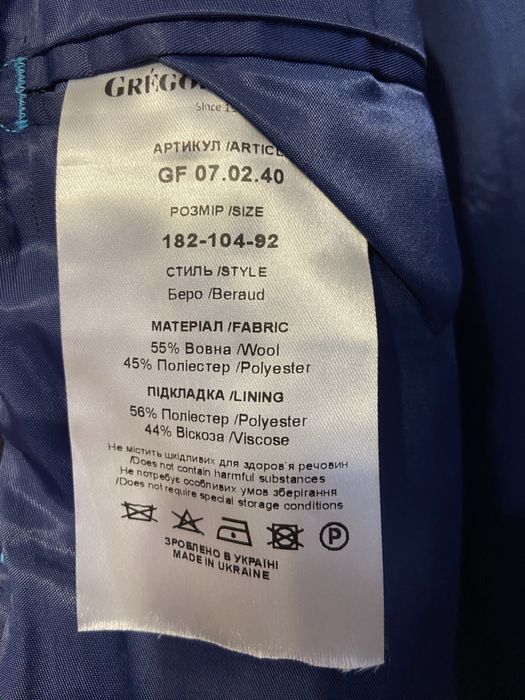 Since
АРТИКУЛ /ARTICL
GF 07.02.40
РОЗМІР /SIZE
182-104-92
СТИЛЬ /STYLE
Беро /Beraud
МАТЕРІАЛ /FABRIC
55% Вовна /Wool
45% Поліестер /Polyester
ПІДКЛАДКА /LINING
56% Поліестер /Polyester
44% Віскоза /Viscose
Не містить шкідливих для здоров'я речовин
/Does not contain harmful substances
Не потребує особливих умов зберігання
/Does not require special storage conditions
P
ЗРОБЛЕНО В УКРАЇНІ
MADE IN UKRAINE